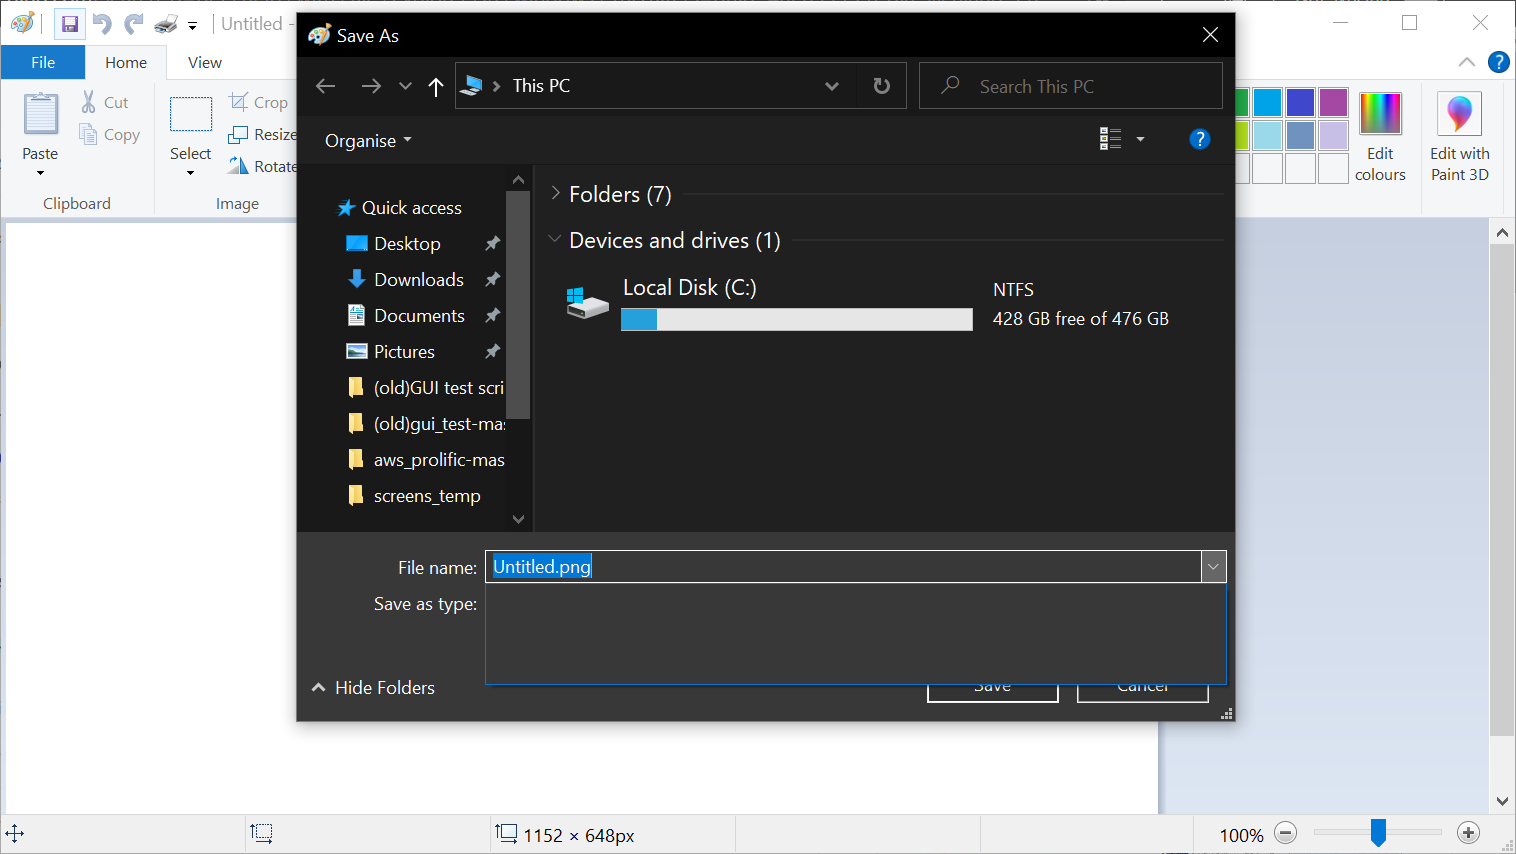 Untitled -
Save As
File
Home
View
This PC
Search This PC
Cut
Copy
Paste
Clipboard
Crop
Resize
Rotate
Select
Image
Organise
Edit colours
Edit with Paint 3D
Quick access
Desktop
Downloads
Documents
Pictures
(old)GUI test scri
(old)gui_test-mas
aws_prolific-mas
screens_temp
Folders (7)
Devices and drives (1)
Local Disk (C:)
NTFS
428 GB free of 476 GB
File name:
Untitled.png
Save as type:
Hide Folders
Save
Cancel
1152 × 648px
100%